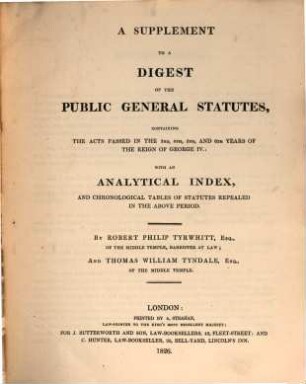 A SUPPLEMENT
TO A
DIGEST
OF THE
PUBLIC GENERAL STATUTES,
CONTAINING
THE ACTS PASSED IN THE 3RD, 4TH, 5TH, AND 6TH YEARS OF
THE REIGN OF GEORGE IV.:
WITH AN
ANALYTICAL INDEX,
AND CHRONOLOGICAL TABLES OF STATUTES REPEALED
IN THE ABOVE PERIOD.
BY ROBERT PHILIP TYRWHITT, ESQ.
OF THE MIDDLE TEMPLE, BARRISTER AT LAW;
AND THOMAS WILLIAM TYNDALE, ESQ.
OF THE MIDDLE TEMPLE.
LONDON:
PRINTED BY A. STRAHAN,
LAW-PRINTER TO THE KING'S MOST EXCELLENT MAJESTY;
FOR J. BUTTERWORTH AND SON, LAW-BOOKSELLERS, 43, FLEET-STREET: AND
C. HUNTER, LAW-BOOKSELLER, 26, BELL-YARD, LINCOLN'S INN.
1826.